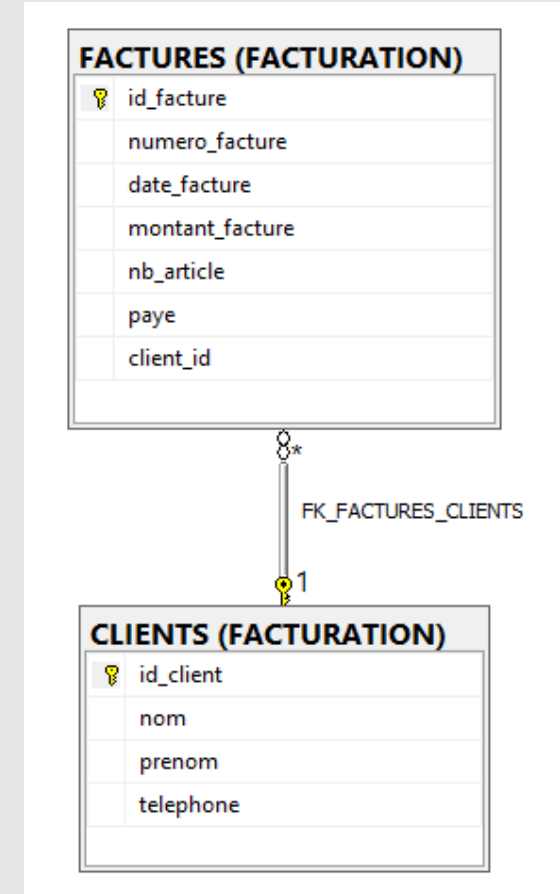 FACTURES (FACTURATION)
id_facture
numero_facture
date_facture
montant_facture
nb_article
paye
client_id
*
FK_FACTURES_CLIENTS
1
CLIENTS (FACTURATION)
id_client
nom
prenom
telephone